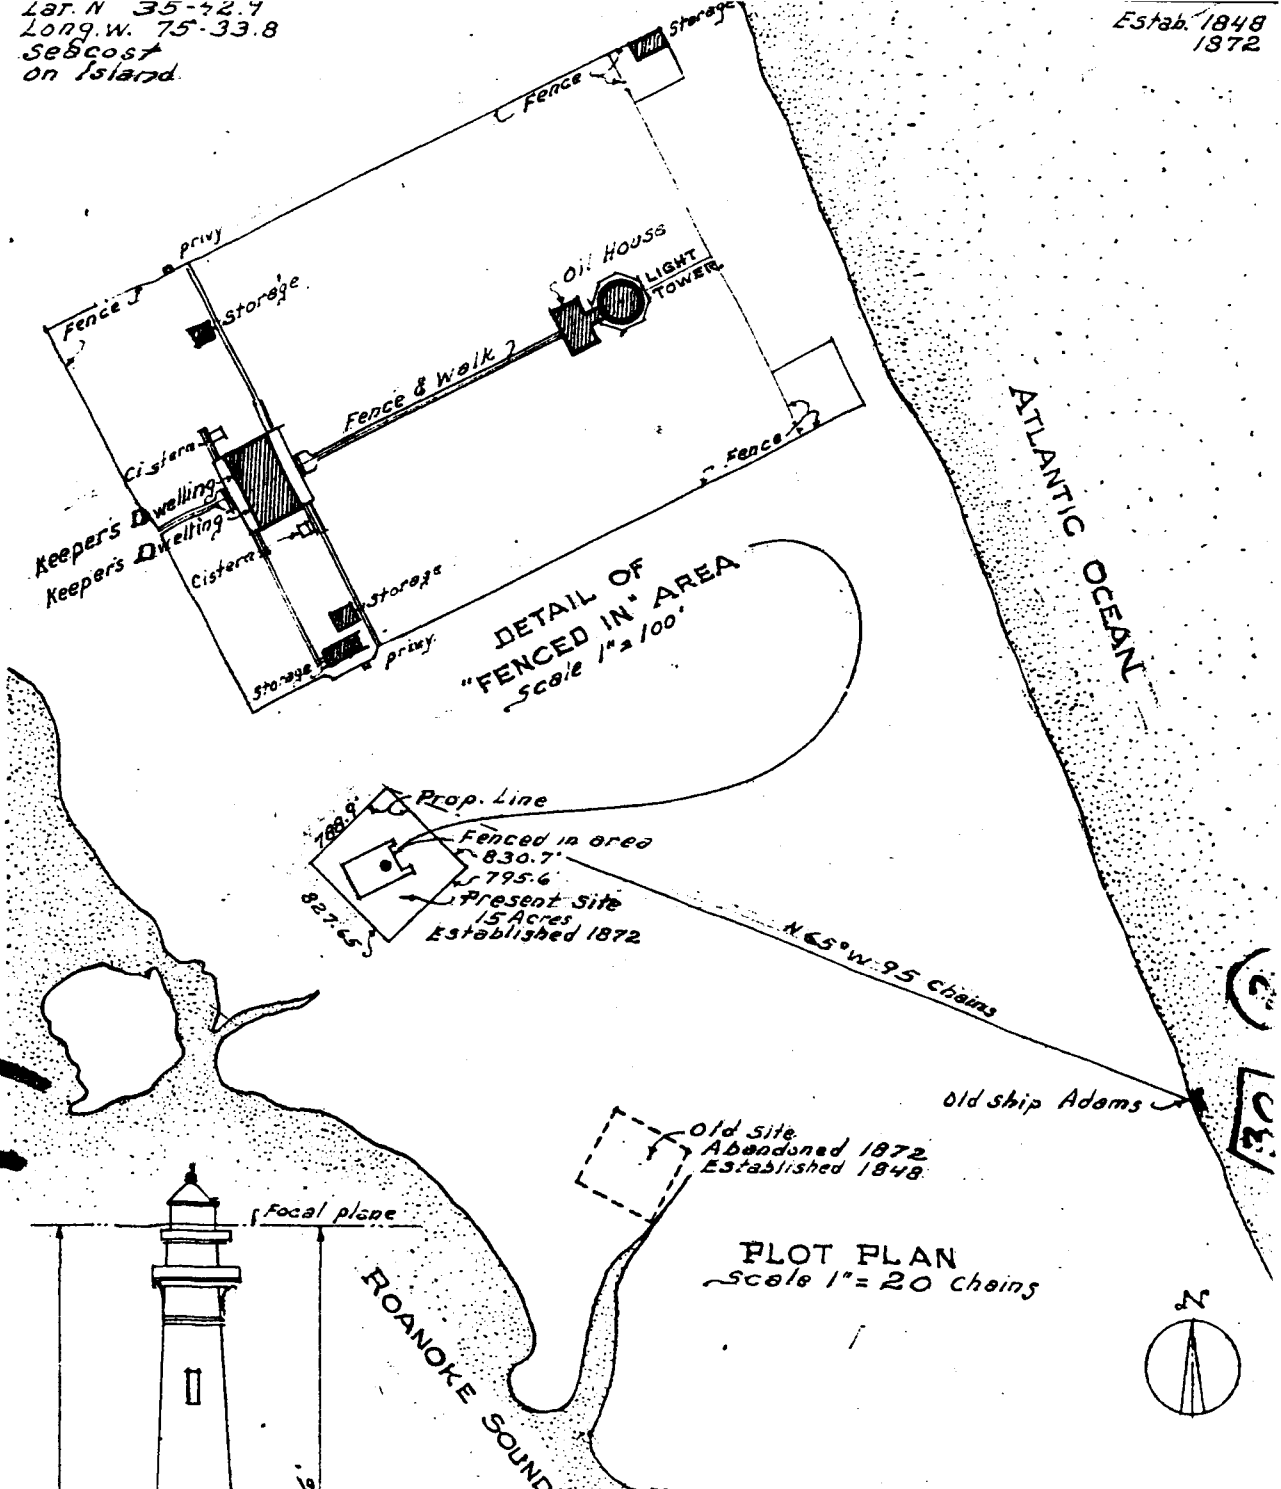 Lat. N 35-42.9
Long. W. 75-33.8
Seacost
on Island
Estab. 1848
1872
Storage
Fence
privy
Fence
Storage
Oil House
LIGHT
TOWER
Fence & Walk
Cistern
Keeper's Dwelling
Keeper's Dwelling
Cistern
Fence
Storage
Storage
privy
DETAIL OF
"FENCED IN" AREA
Scale 1" = 100'
ATLANTIC OCEAN
788.9'
Prop. Line
Fenced in area
830.7'
795.6
827.65'
Present site
15 Acres
Established 1872
N 65° W 95 chains
Old ship Adams
Old site
Abandoned 1872
Established 1848
Focal plane
PLOT PLAN
Scale 1" = 20 chains
ROANOKE SOUND
N
30